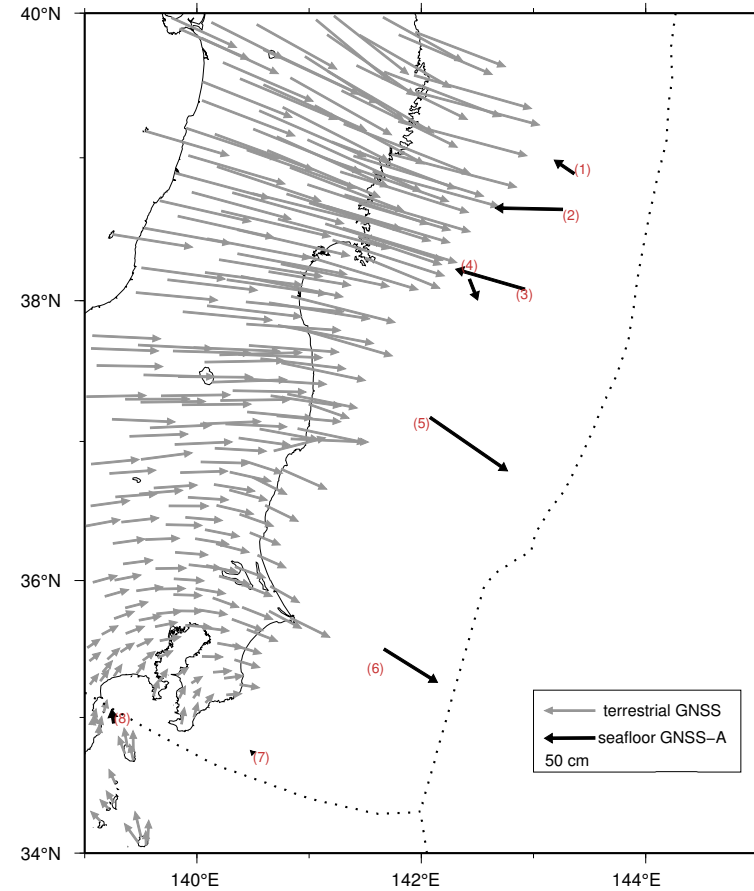 40°N
(1)
(2)
(4)
38°N
(3)
(5)
36°N
(6)
terrestrial GNSS
(8)
seafloor GNSS−A
(7)
50 cm
34°N
140°E
142°E
144°E